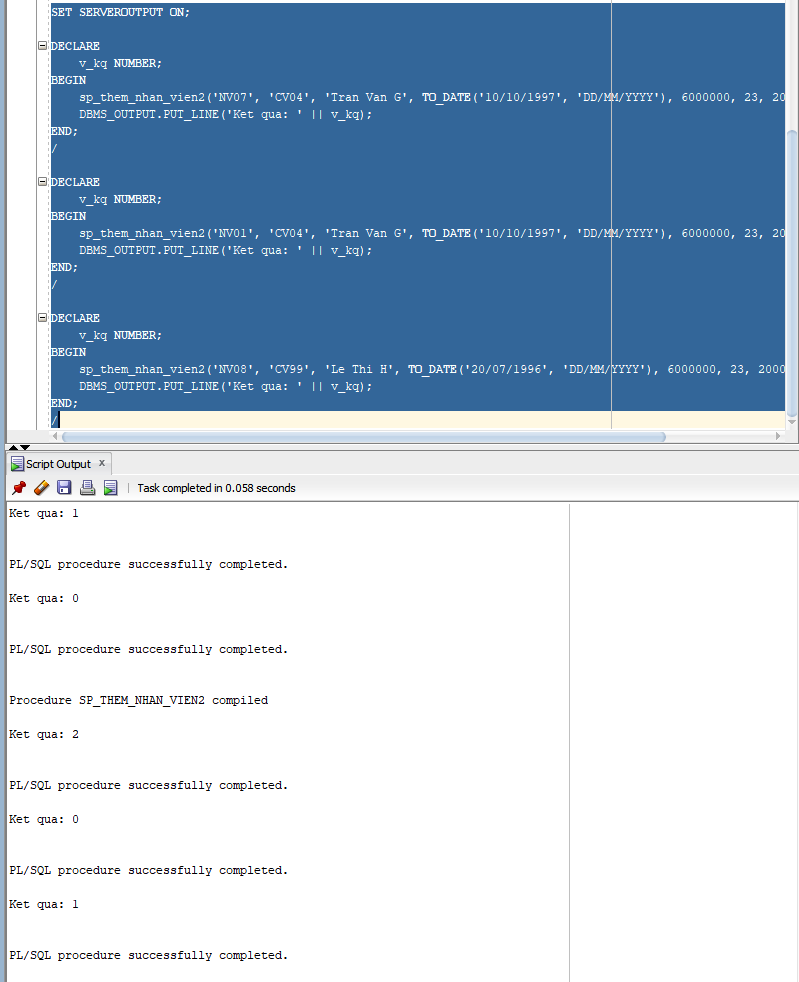 SET SERVEROUTPUT ON;
DECLARE
v_kq NUMBER;
BEGIN
sp_them_nhan_vien2('NV07', 'CV04', 'Tran Van G', TO_DATE('10/10/1997', 'DD/MM/YYYY'), 6000000, 23, 20
DBMS_OUTPUT.PUT_LINE('Ket qua: ' || v_kq);
END;
/
DECLARE
v_kq NUMBER;
BEGIN
sp_them_nhan_vien2('NV01', 'CV04', 'Tran Van G', TO_DATE('10/10/1997', 'DD/MM/YYYY'), 6000000, 23, 20
DBMS_OUTPUT.PUT_LINE('Ket qua: ' || v_kq);
END;
/
DECLARE
v_kq NUMBER;
BEGIN
sp_them_nhan_vien2('NV08', 'CV99', 'Le Thi H', TO_DATE('20/07/1996', 'DD/MM/YYYY'), 6000000, 23, 2000
DBMS_OUTPUT.PUT_LINE('Ket qua: ' || v_kq);
END;
/
Script Output x
Task completed in 0.058 seconds
Ket qua: 1
PL/SQL procedure successfully completed.
Ket qua: 0
PL/SQL procedure successfully completed.
Procedure SP_THEM_NHAN_VIEN2 compiled
Ket qua: 2
PL/SQL procedure successfully completed.
Ket qua: 0
PL/SQL procedure successfully completed.
Ket qua: 1
PL/SQL procedure successfully completed.